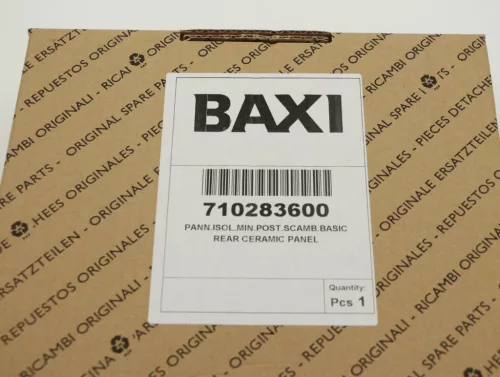 BAXI
710283600
PANN.ISOL.MIN.POST.SCAMB.BASIC
REAR CERAMIC PANEL
Quantity:
Pcs 1
ORIGINALE ERSATZTEILEN
REPUESTOS ORIGINALES
RICAMBI ORIGINALI
ORIGINAL SPARE PARTS
PIECES DETACHEES ORIGINALES